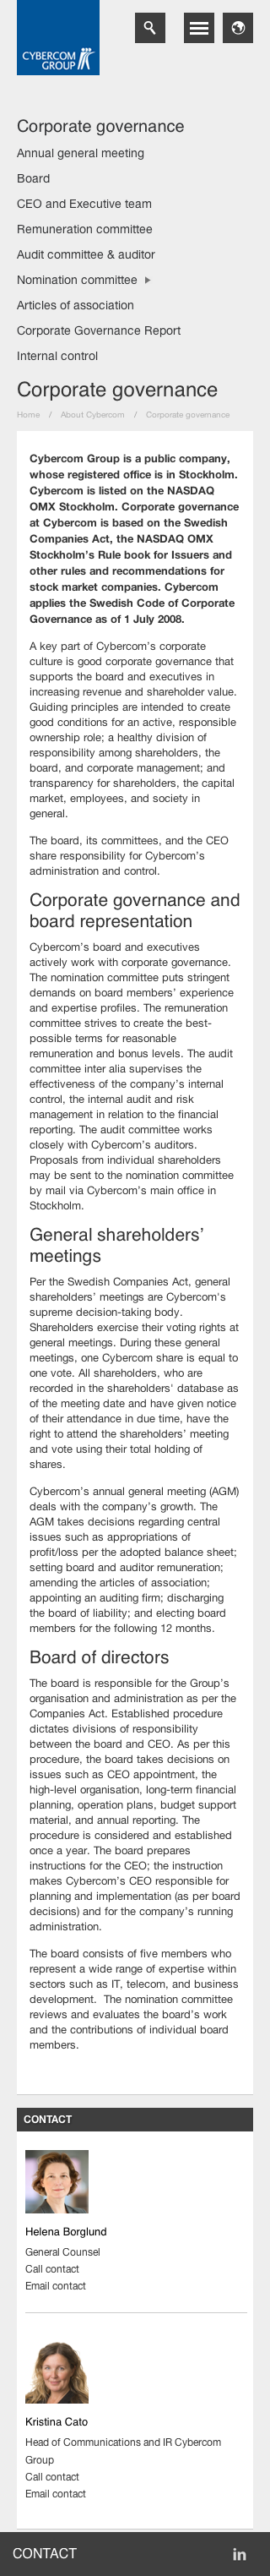 CYBERCOM
GROUP
Corporate governance
Annual general meeting
Board
CEO and Executive team
Remuneration committee
Audit committee & auditor
Nomination committee
Articles of association
Corporate Governance Report
Internal control
Corporate governance
Home / About Cybercom / Corporate governance
Cybercom Group is a public company,
whose registered office is in Stockholm.
Cybercom is listed on the NASDAQ
OMX Stockholm. Corporate governance
at Cybercom is based on the Swedish
Companies Act, the NASDAQ OMX
Stockholm's Rule book for Issuers and
other rules and recommendations for
stock market companies. Cybercom
applies the Swedish Code of Corporate
Governance as of 1 July 2008.
A key part of Cybercom's corporate
culture is good corporate governance that
supports the board and executives in
increasing revenue and shareholder value.
Guiding principles are intended to create
good conditions for an active, responsible
ownership role; a healthy division of
responsibility among shareholders, the
board, and corporate management; and
transparency for shareholders, the capital
market, employees, and society in
general.
The board, its committees, and the CEO
share responsibility for Cybercom's
administration and control.
Corporate governance and
board representation
Cybercom's board and executives
actively work with corporate governance.
The nomination committee puts stringent
demands on board members' experience
and expertise profiles. The remuneration
committee strives to create the best-
possible terms for reasonable
remuneration and bonus levels. The audit
committee inter alia supervises the
effectiveness of the company's internal
control, the internal audit and risk
management in relation to the financial
reporting. The audit committee works
closely with Cybercom's auditors.
Proposals from individual shareholders
may be sent to the nomination committee
by mail via Cybercom's main office in
Stockholm.
General shareholders'
meetings
Per the Swedish Companies Act, general
shareholders' meetings are Cybercom's
supreme decision-taking body.
Shareholders exercise their voting rights at
general meetings. During these general
meetings, one Cybercom share is equal to
one vote. All shareholders, who are
recorded in the shareholders' database as
of the meeting date and have given notice
of their attendance in due time, have the
right to attend the shareholders' meeting
and vote using their total holding of
shares.
Cybercom's annual general meeting (AGM)
deals with the company's growth. The
AGM takes decisions regarding central
issues such as appropriations of
profit/loss per the adopted balance sheet;
setting board and auditor remuneration;
amending the articles of association;
appointing an auditing firm; discharging
the board of liability; and electing board
members for the following 12 months.
Board of directors
The board is responsible for the Group's
organisation and administration as per the
Companies Act. Established procedure
dictates divisions of responsibility
between the board and CEO. As per this
procedure, the board takes decisions on
issues such as CEO appointment, the
high-level organisation, long-term financial
planning, operation plans, budget support
material, and annual reporting. The
procedure is considered and established
once a year. The board prepares
instructions for the CEO; the instruction
makes Cybercom's CEO responsible for
planning and implementation (as per board
decisions) and for the company's running
administration.
The board consists of five members who
represent a wide range of expertise within
sectors such as IT, telecom, and business
development. The nomination committee
reviews and evaluates the board's work
and the contributions of individual board
members.
CONTACT
Helena Borglund
General Counsel
Call contact
Email contact
Kristina Cato
Head of Communications and IR Cybercom
Group
Call contact
Email contact
CONTACT
in